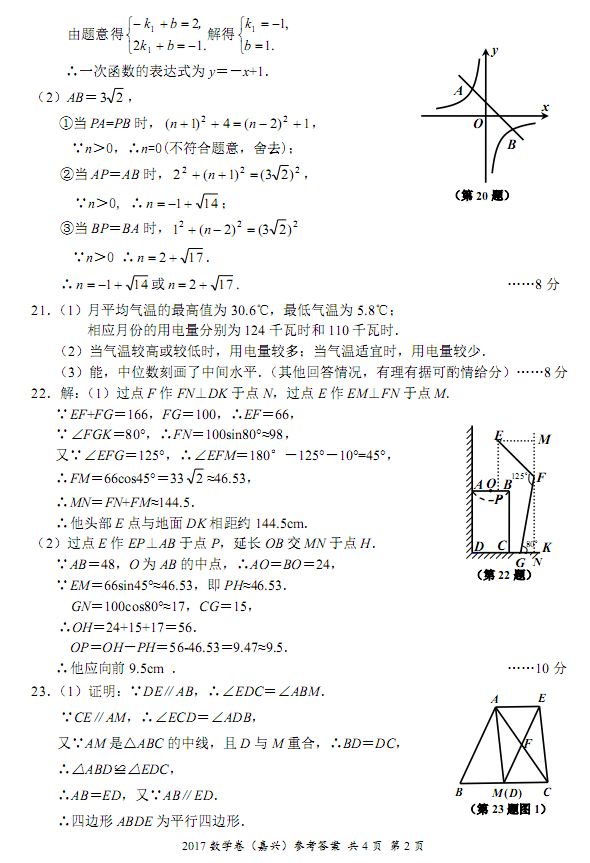 由题意得{-k₁+b=2, 2k₁+b=-1. 解得{k₁=-1, b=1.
∴一次函数的表达式为 y=-x+1.
(2)AB=3√2,
①当 PA=PB 时,(n+1)²+4=(n-2)²+1,
∵n>0,∴n=0(不符合题意,舍去);
②当 AP=AB 时,2²+(n+1)²=(3√2)²,
∵n>0, ∴n=-1+√14;
③当 BP=BA 时,1²+(n-2)²=(3√2)²
∵n>0 ∴n=2+√17.
∴n=-1+√14或n=2+√17. ……8 分
y
A
x
O
B
(第 20 题)
21.(1)月平均气温的最高值为 30.6℃,最低气温为 5.8℃;
相应月份的用电量分别为 124 千瓦时和 110 千瓦时.
(2)当气温较高或较低时,用电量较多;当气温适宜时,用电量较少.
(3)能,中位数刻画了中间水平.(其他回答情况,有理有据可酌情给分)……8 分
22.解:(1)过点 F 作 FN⊥DK 于点 N,过点 E 作 EM⊥FN 于点 M.
∵EF+FG=166,FG=100,∴EF=66,
∵∠FGK=80°,∴FN=100sin80°≈98,
又∵∠EFG=125°,∴∠EFM=180°-125°-10°=45°,
∴FM=66cos45°=33√2≈46.53,
∴MN=FN+FM≈144.5.
∴他头部 E 点与地面 DK 相距约 144.5cm.
(2)过点 E 作 EP⊥AB 于点 P,延长 OB 交 MN 于点 H.
∵AB=48,O 为 AB 的中点,∴AO=BO=24,
∵EM=66sin45°≈46.53,即 PH≈46.53.
GN=100cos80°≈17,CG=15,
∴OH=24+15+17=56.
OP=OH-PH=56-46.53=9.47≈9.5.
∴他应向前 9.5cm . ……10 分
E M
125° F
A O B
P
D C 80° K
G N
(第 22 题)
23.(1)证明:∵DE∥AB,∴∠EDC=∠ABM.
∵CE∥AM,∴∠ECD=∠ADB,
又∵AM 是△ABC 的中线,且 D 与 M 重合,∴BD=DC,
∴△ABD≌△EDC,
∴AB=ED,又∵AB∥ED.
∴四边形 ABDE 为平行四边形.
A E
F
B M(D) C
(第 23题图 1)
2017 数学卷(嘉兴)参考答案 共 4 页 第 2 页